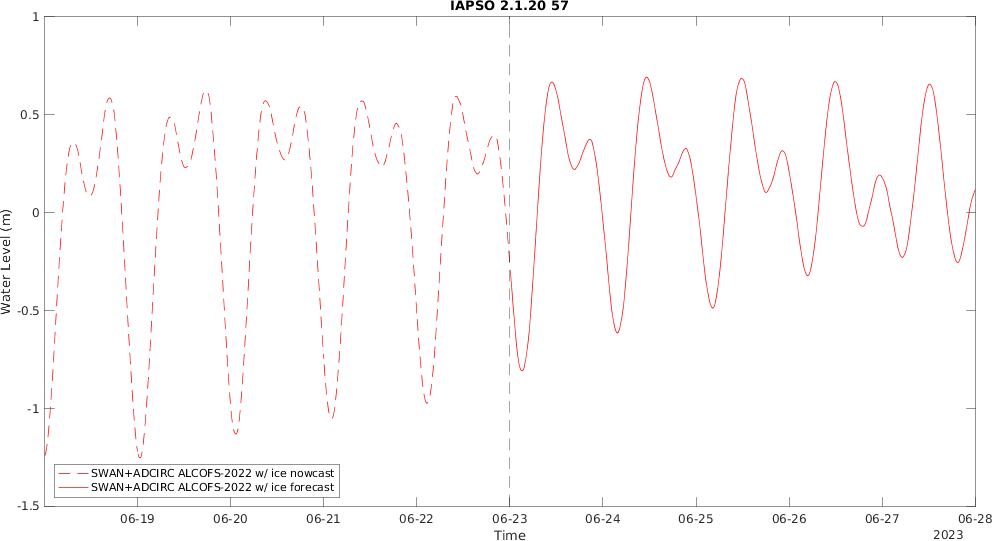 IAPSO 2.1.20 57
1
0.5
0
-0.5
-1
-1.5
Water Level (m)
SWAN+ADCIRC ALCOFS-2022 w/ ice nowcast
SWAN+ADCIRC ALCOFS-2022 w/ ice forecast
06-19 06-20 06-21 06-22 06-23 06-24 06-25 06-26 06-27 06-28
Time
2023